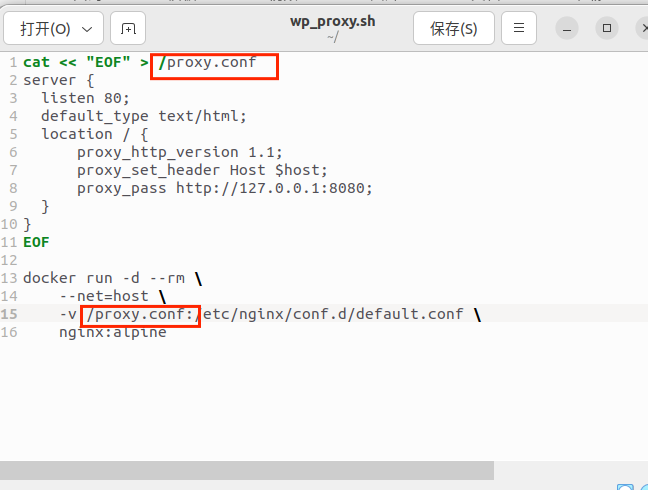 打开(O)
wp_proxy.sh
~/
保存(S)
1 cat << "EOF" > /proxy.conf
2 server {
3   listen 80;
4   default_type text/html;
5   location / {
6       proxy_http_version 1.1;
7       proxy_set_header Host $host;
8       proxy_pass http://127.0.0.1:8080;
9   }
10 }
11 EOF
12
13 docker run -d --rm \
14     --net=host \
15     -v /proxy.conf:/etc/nginx/conf.d/default.conf \
16     nginx:alpine